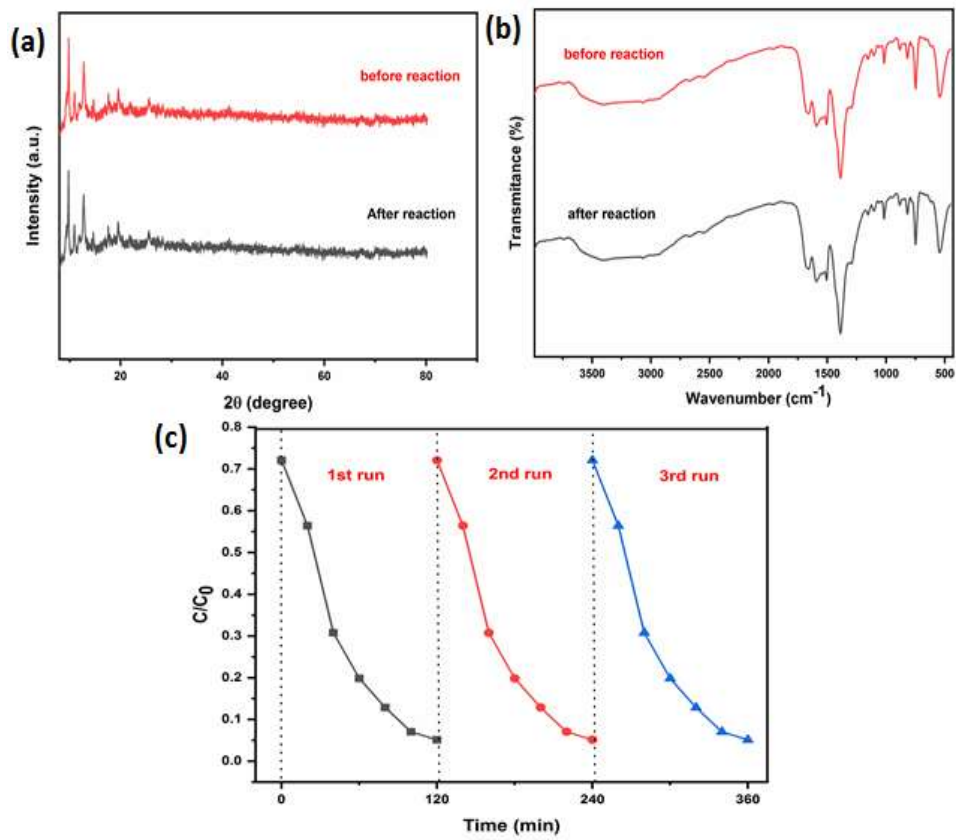 (a)
before reaction
After reaction
Intensity (a.u.)
20 40 60 80
2θ (degree)
(b)
before reaction
after reaction
Transmitance (%)
3500 3000 2500 2000 1500 1000 500
Wavenumber (cm-1)
(c)
0.8
0.7
0.6
0.5
0.4
0.3
0.2
0.1
0.0
C/C0
1st run
2nd run
3rd run
0 120 240 360
Time (min)